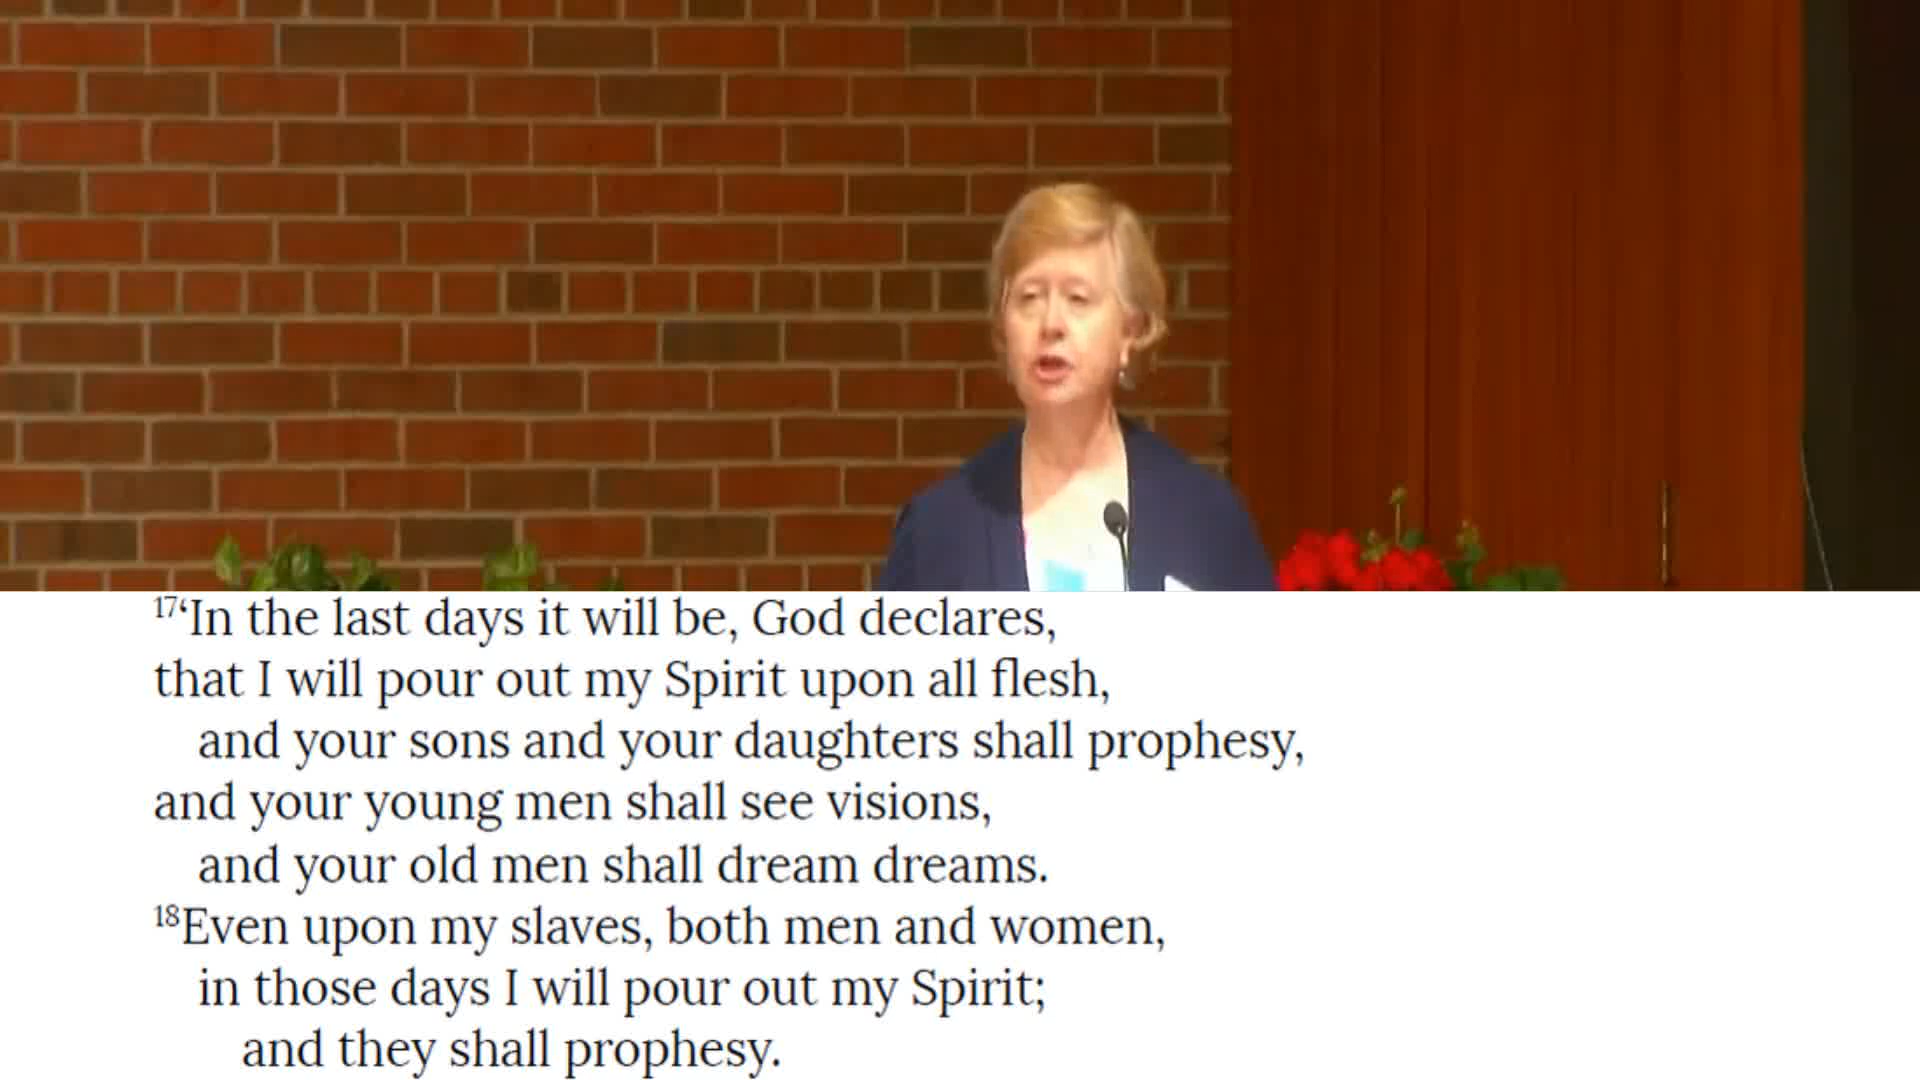 17‘In the last days it will be, God declares,
that I will pour out my Spirit upon all flesh,
and your sons and your daughters shall prophesy,
and your young men shall see visions,
and your old men shall dream dreams.
18Even upon my slaves, both men and women,
in those days I will pour out my Spirit;
and they shall prophesy.